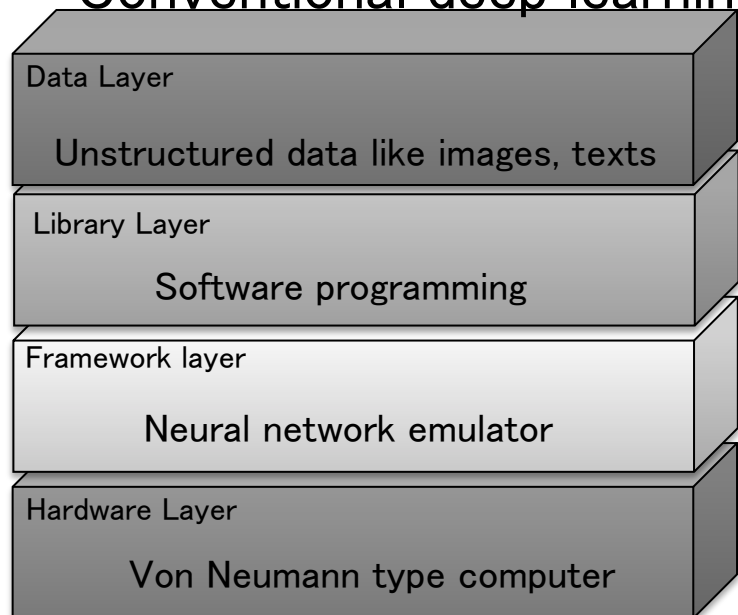 Conventional deep learnin
Data Layer
Unstructured data like images, texts
Library Layer
Software programming
Framework layer
Neural network emulator
Hardware Layer
Von Neumann type computer